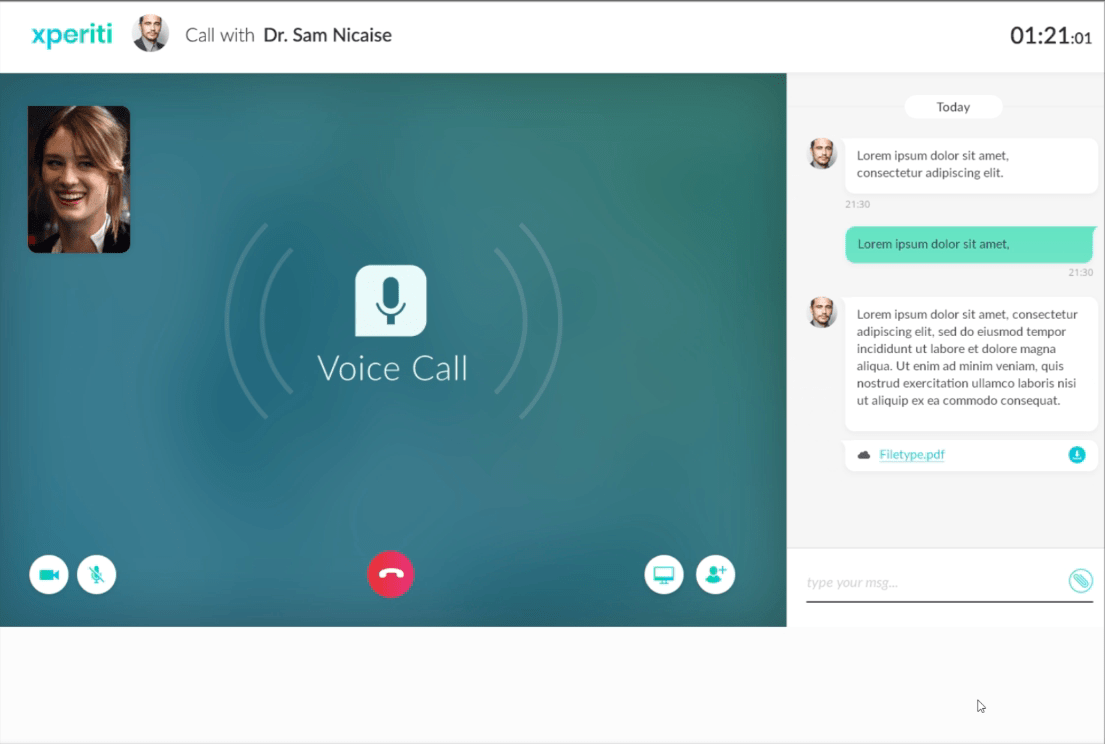 xperiti
Call with Dr. Sam Nicaise
01:21:01
Voice Call
Today
Lorem ipsum dolor sit amet,
consectetur adipiscing elit.
21:30
Lorem ipsum dolor sit amet,
21:30
Lorem ipsum dolor sit amet, consectetur
adipiscing elit, sed do eiusmod tempor
incididunt ut labore et dolore magna
aliqua. Ut enim ad minim veniam, quis
nostrud exercitation ullamco laboris nisi
ut aliquip ex ea commodo consequat.
Filetype.pdf
type your msg...